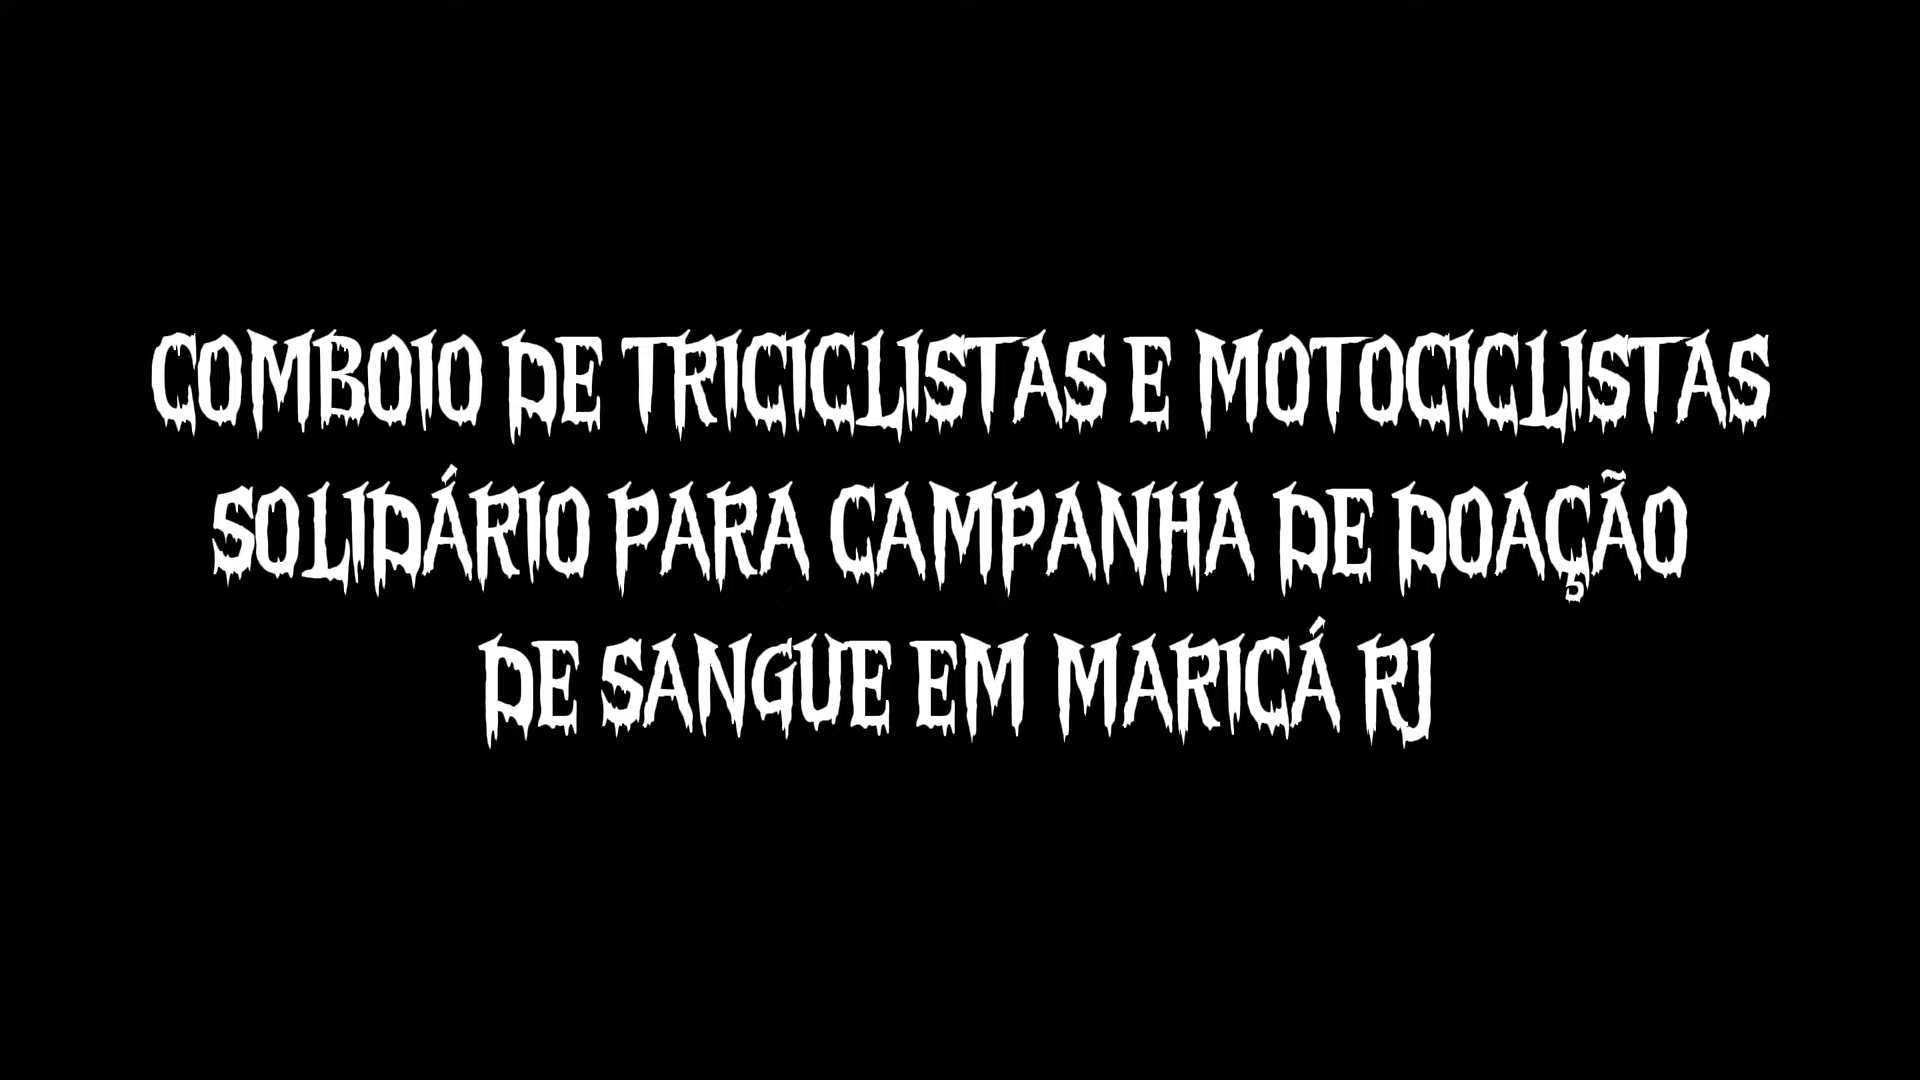 COMBOIO DE TRICICLISTAS E MOTOCICLISTAS
SOLIDÁRIO PARA CAMPANHA DE DOAÇÃO
DE SANGUE EM MARICÁ RJ